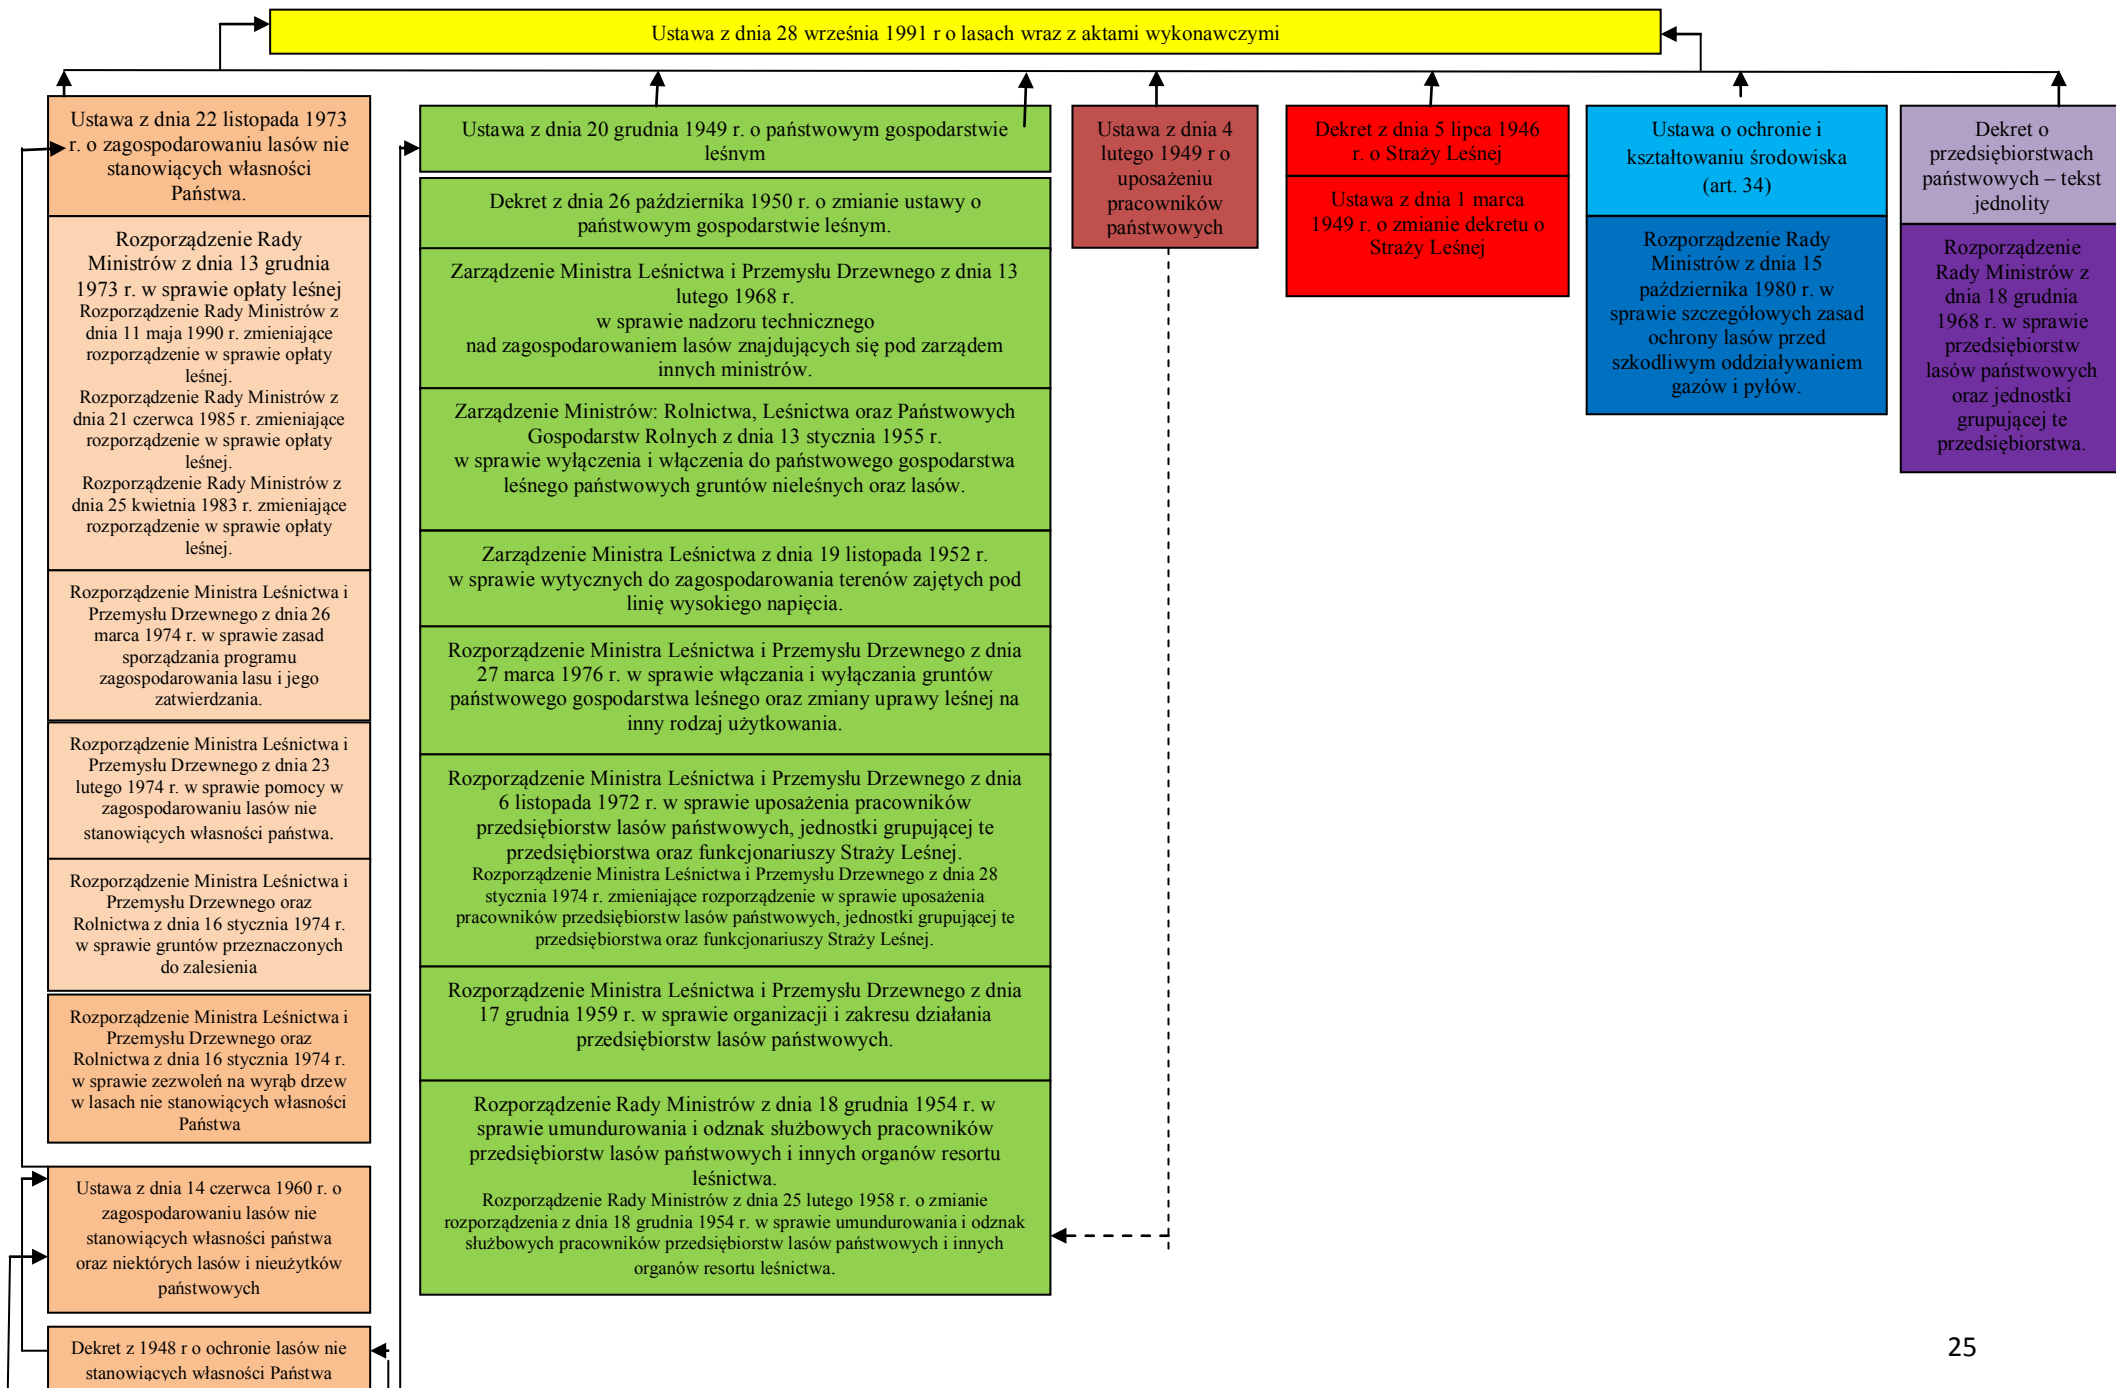 Ustawa z dnia 28 września 1991 r o lasach wraz z aktami wykonawczymi
Ustawa z dnia 22 listopada 1973
r. o zagospodarowaniu lasów nie
stanowiących własności
Państwa.
Rozporządzenie Rady
Ministrów z dnia 13 grudnia
1973 r. w sprawie opłaty leśnej
Rozporządzenie Rady Ministrów z
dnia 11 maja 1990 r. zmieniające
rozporządzenie w sprawie opłaty
leśnej.
Rozporządzenie Rady Ministrów z
dnia 21 czerwca 1985 r. zmieniające
rozporządzenie w sprawie opłaty
leśnej.
Rozporządzenie Rady Ministrów z
dnia 25 kwietnia 1983 r. zmieniające
rozporządzenie w sprawie opłaty
leśnej.
Rozporządzenie Ministra Leśnictwa i
Przemysłu Drzewnego z dnia 26
marca 1974 r. w sprawie zasad
sporządzania programu
zagospodarowania lasu i jego
zatwierdzania.
Rozporządzenie Ministra Leśnictwa i
Przemysłu Drzewnego z dnia 23
lutego 1974 r. w sprawie pomocy w
zagospodarowaniu lasów nie
stanowiących własności państwa.
Rozporządzenie Ministra Leśnictwa i
Przemysłu Drzewnego oraz
Rolnictwa z dnia 16 stycznia 1974 r.
w sprawie gruntów przeznaczonych
do zalesienia
Rozporządzenie Ministra Leśnictwa i
Przemysłu Drzewnego oraz
Rolnictwa z dnia 16 stycznia 1974 r.
w sprawie zezwoleń na wyrąb drzew
w lasach nie stanowiących własności
Państwa
Ustawa z dnia 14 czerwca 1960 r. o
zagospodarowaniu lasów nie
stanowiących własności państwa
oraz niektórych lasów i nieużytków
państwowych
Dekret z 1948 r o ochronie lasów nie
stanowiących własności Państwa
Ustawa z dnia 20 grudnia 1949 r. o państwowym gospodarstwie
leśnym
Dekret z dnia 26 października 1950 r. o zmianie ustawy o
państwowym gospodarstwie leśnym.
Zarządzenie Ministra Leśnictwa i Przemysłu Drzewnego z dnia 13
lutego 1968 r.
w sprawie nadzoru technicznego
nad zagospodarowaniem lasów znajdujących się pod zarządem
innych ministrów.
Zarządzenie Ministrów: Rolnictwa, Leśnictwa oraz Państwowych
Gospodarstw Rolnych z dnia 13 stycznia 1955 r.
w sprawie wyłączenia i włączenia do państwowego gospodarstwa
leśnego państwowych gruntów nieleśnych oraz lasów.
Zarządzenie Ministra Leśnictwa z dnia 19 listopada 1952 r.
w sprawie wytycznych do zagospodarowania terenów zajętych pod
linię wysokiego napięcia.
Rozporządzenie Ministra Leśnictwa i Przemysłu Drzewnego z dnia
27 marca 1976 r. w sprawie włączania i wyłączania gruntów
państwowego gospodarstwa leśnego oraz zmiany uprawy leśnej na
inny rodzaj użytkowania.
Rozporządzenie Ministra Leśnictwa i Przemysłu Drzewnego z dnia
6 listopada 1972 r. w sprawie uposażenia pracowników
przedsiębiorstw lasów państwowych, jednostki grupującej te
przedsiębiorstwa oraz funkcjonariuszy Straży Leśnej.
Rozporządzenie Ministra Leśnictwa i Przemysłu Drzewnego z dnia 28
stycznia 1974 r. zmieniające rozporządzenie w sprawie uposażenia
pracowników przedsiębiorstw lasów państwowych, jednostki grupującej te
przedsiębiorstwa oraz funkcjonariuszy Straży Leśnej.
Rozporządzenie Ministra Leśnictwa i Przemysłu Drzewnego z dnia
17 grudnia 1959 r. w sprawie organizacji i zakresu działania
przedsiębiorstw lasów państwowych.
Rozporządzenie Rady Ministrów z dnia 18 grudnia 1954 r. w
sprawie umundurowania i odznak służbowych pracowników
przedsiębiorstw lasów państwowych i innych organów resortu
leśnictwa.
Rozporządzenie Rady Ministrów z dnia 25 lutego 1958 r. o zmianie
rozporządzenia z dnia 18 grudnia 1954 r. w sprawie umundurowania i odznak
służbowych pracowników przedsiębiorstw lasów państwowych i innych
organów resortu leśnictwa.
Ustawa z dnia 4
lutego 1949 r o
uposażeniu
pracowników
państwowych
Dekret z dnia 5 lipca 1946
r. o Straży Leśnej
Ustawa z dnia 1 marca
1949 r. o zmianie dekretu o
Straży Leśnej
Ustawa o ochronie i
kształtowaniu środowiska
(art. 34)
Rozporządzenie Rady
Ministrów z dnia 15
października 1980 r. w
sprawie szczegółowych zasad
ochrony lasów przed
szkodliwym oddziaływaniem
gazów i pyłów.
Dekret o
przedsiębiorstwach
państwowych – tekst
jednolity
Rozporządzenie
Rady Ministrów z
dnia 18 grudnia
1968 r. w sprawie
przedsiębiorstw
lasów państwowych
oraz jednostki
grupującej te
przedsiębiorstwa.
25